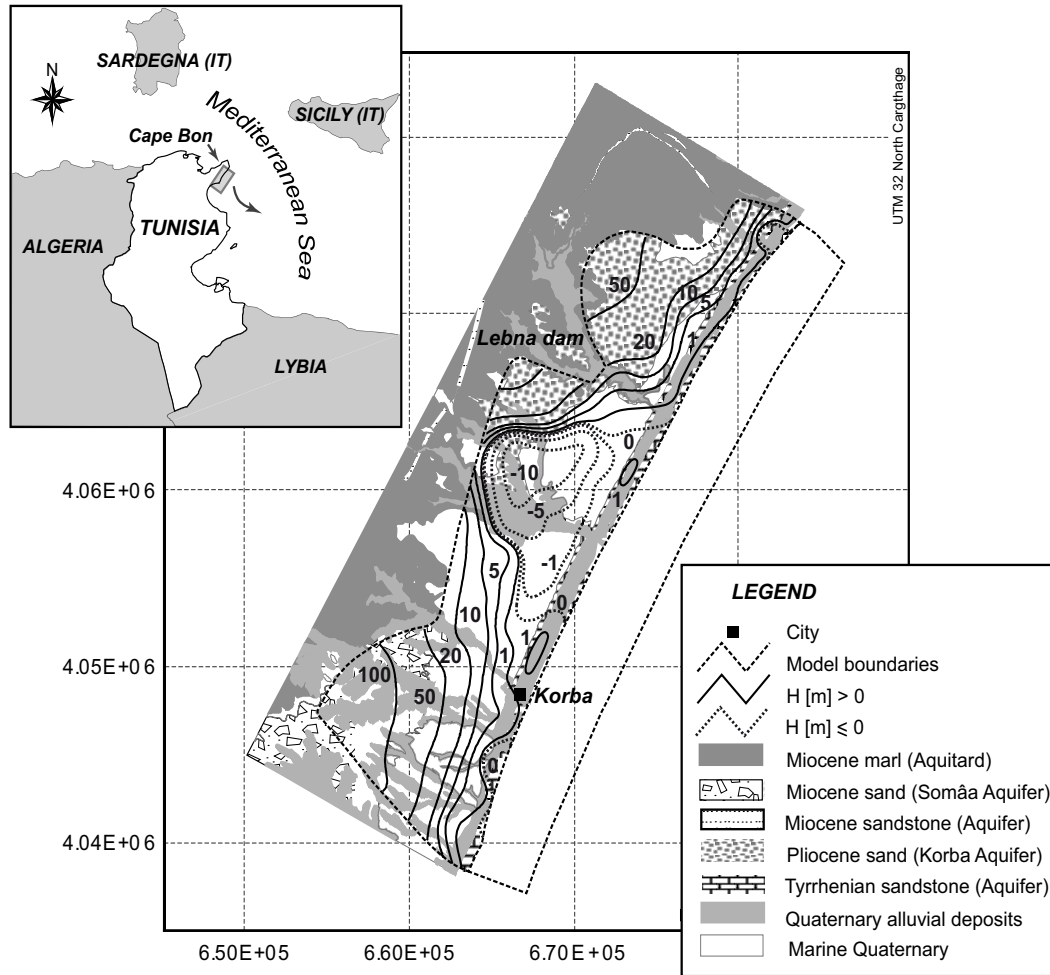 N
SARDEGNA (IT)
SICILY (IT)
Mediterranean Sea
Cape Bon
TUNISIA
ALGERIA
LYBIA
UTM 32 North Cargthage
50
10
5
20
1
Lebna dam
0
-10
1
-5
5
-1
10
0
1
20
1
100
50
Korba
0
1
4.06E+06
4.05E+06
4.04E+06
6.50E+05
6.60E+05
6.70E+05
LEGEND
City
Model boundaries
H [m] > 0
H [m] ⩽ 0
Miocene marl (Aquitard)
Miocene sand (Somâa Aquifer)
Miocene sandstone (Aquifer)
Pliocene sand (Korba Aquifer)
Tyrrhenian sandstone (Aquifer)
Quaternary alluvial deposits
Marine Quaternary